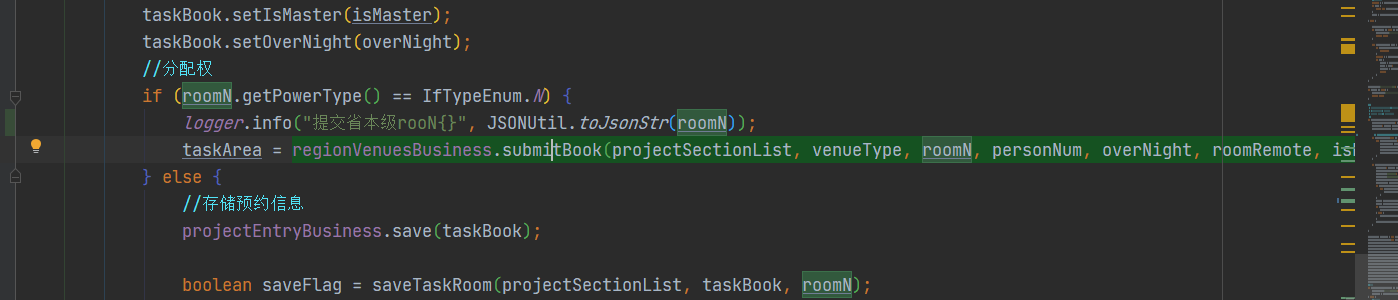 taskBook.setIsMaster(isMaster);
taskBook.setOverNight(overNight);
//分配权
if (roomN.getPowerType() == IfTypeEnum.N) {
logger.info("提交省本级rooN{}", JSONUtil.toJsonStr(roomN));
taskArea = regionVenuesBusiness.submitBook(projectSectionList, venueType, roomN, personNum, overNight, roomRemote, is
} else {
//存储预约信息
projectEntryBusiness.save(taskBook);
boolean saveFlag = saveTaskRoom(projectSectionList, taskBook, roomN);